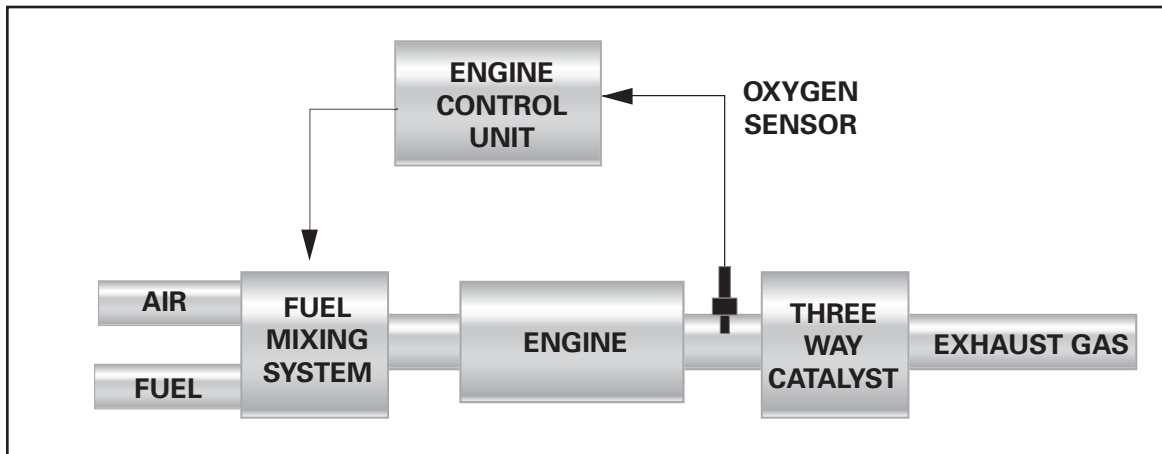 ENGINE
CONTROL
UNIT
OXYGEN
SENSOR
AIR
FUEL
FUEL
MIXING
SYSTEM
ENGINE
THREE
WAY
CATALYST
EXHAUST GAS